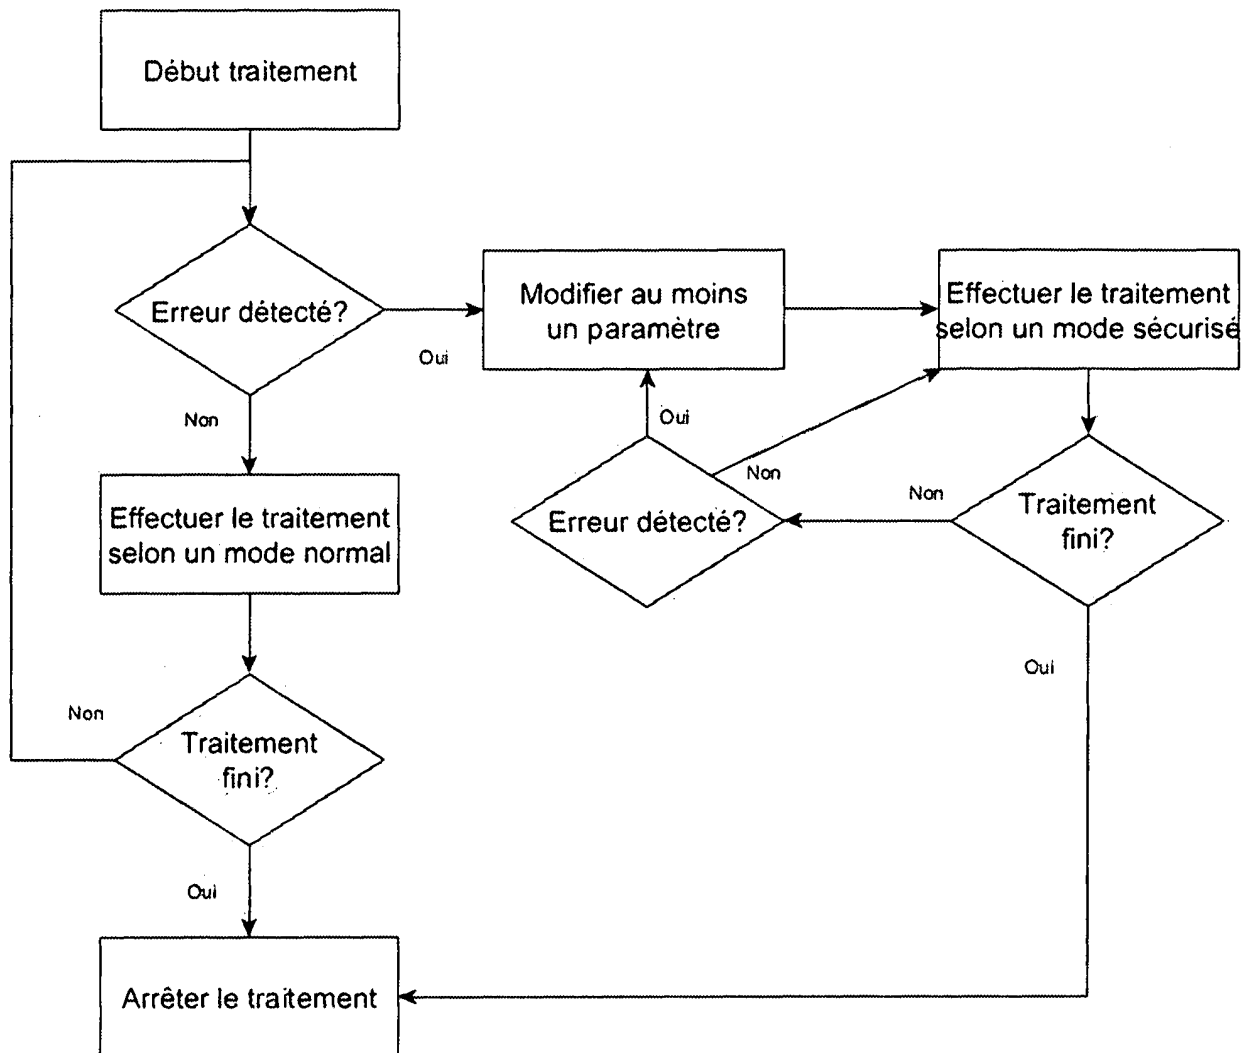 Début traitement
Erreur détecté?
Oui
Non
Modifier au moins
un paramètre
Effectuer le traitement
selon un mode sécurisé
Oui
Non
Erreur détecté?
Non
Traitement
fini?
Oui
Effectuer le traitement
selon un mode normal
Non
Traitement
fini?
Oui
Arrêter le traitement